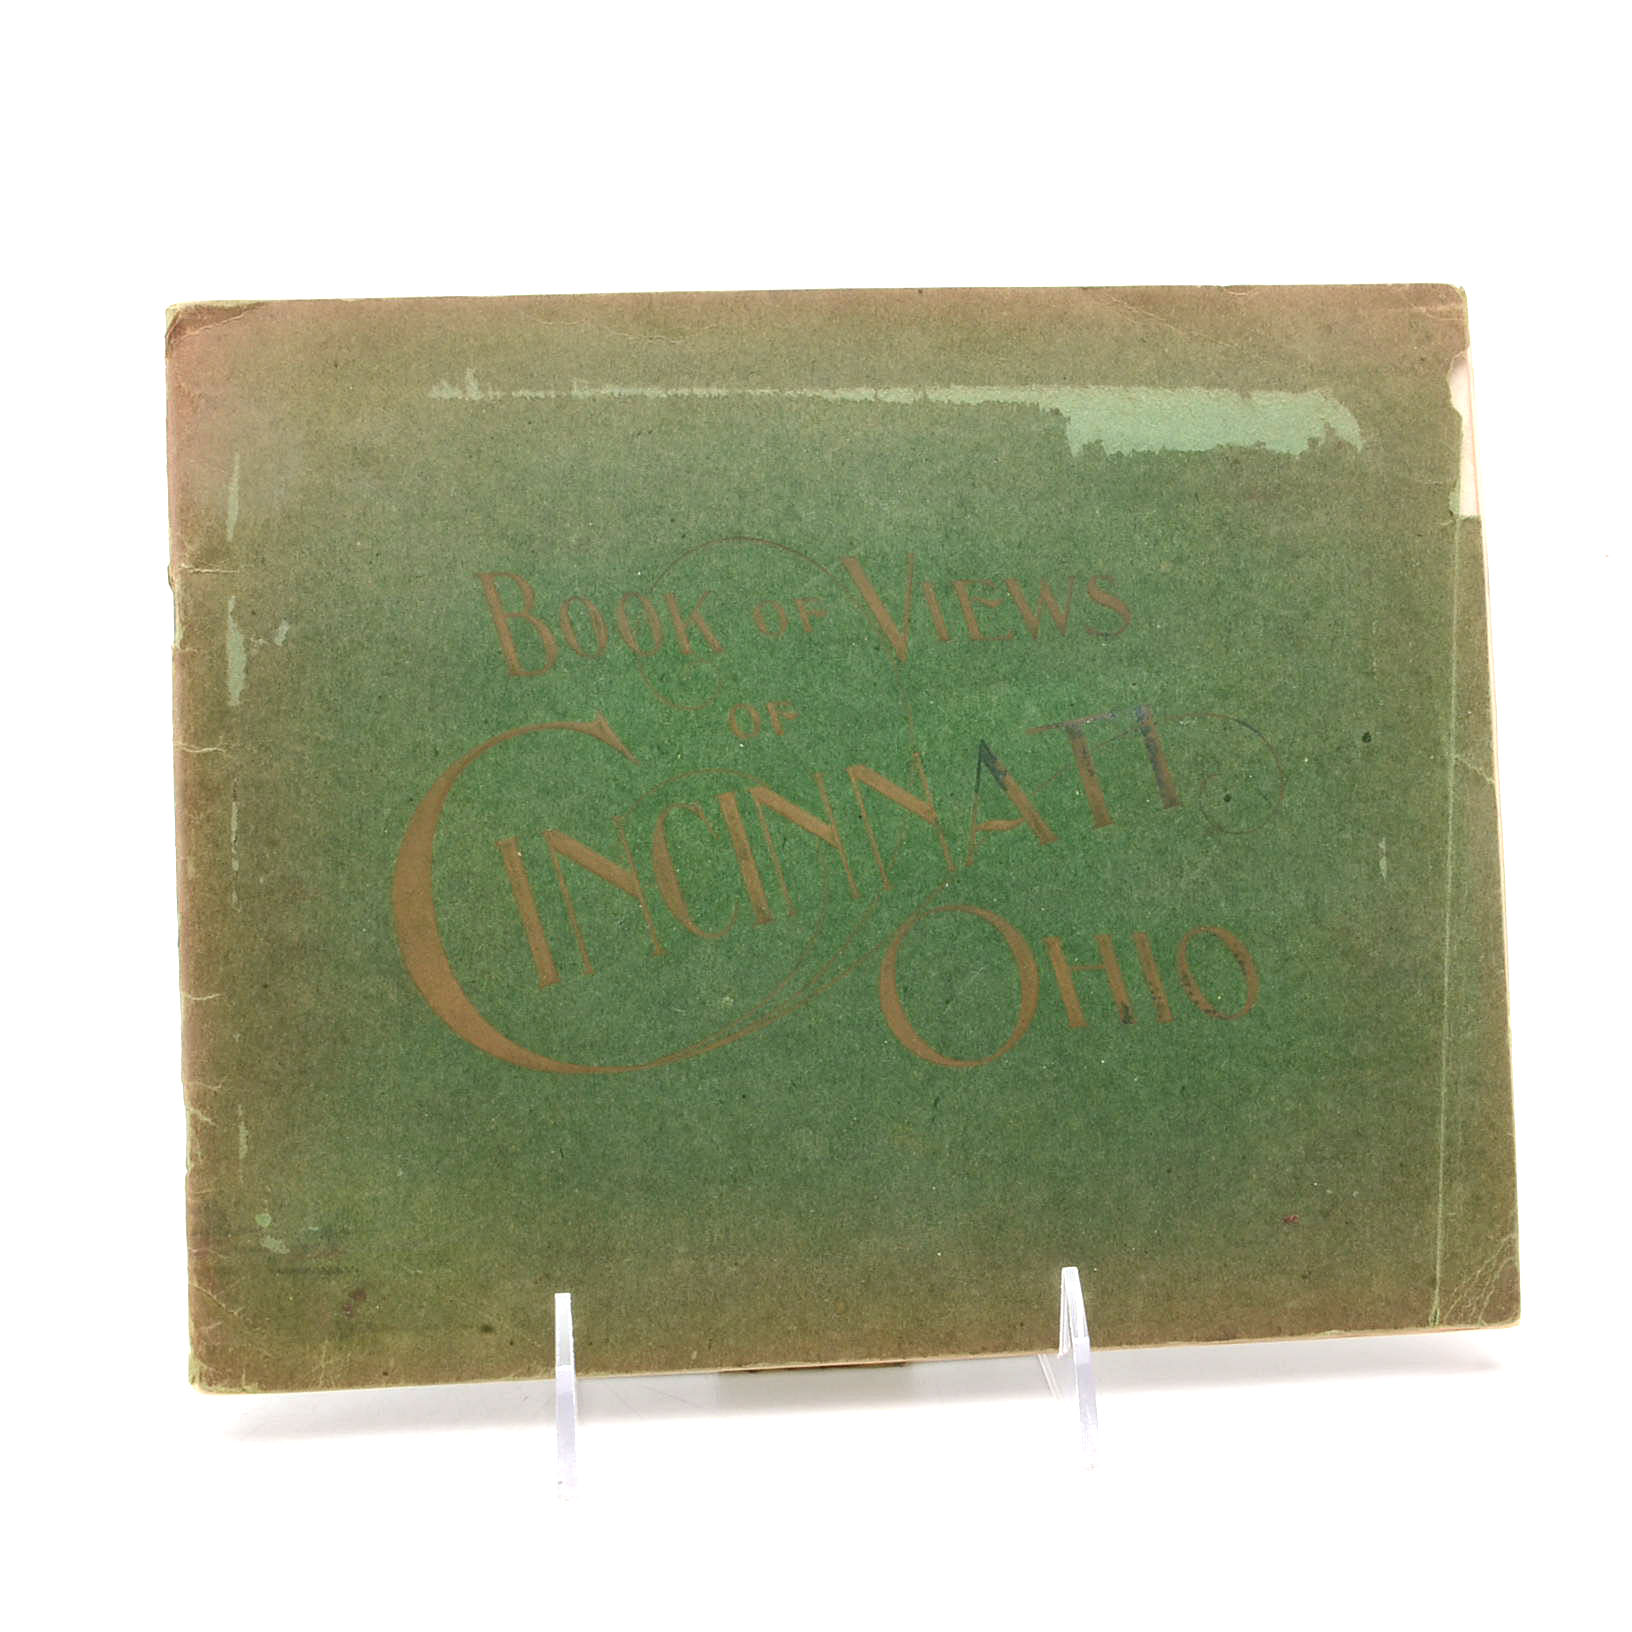 BOOK OF VIEWS
OF
CINCINNATI
OHIO